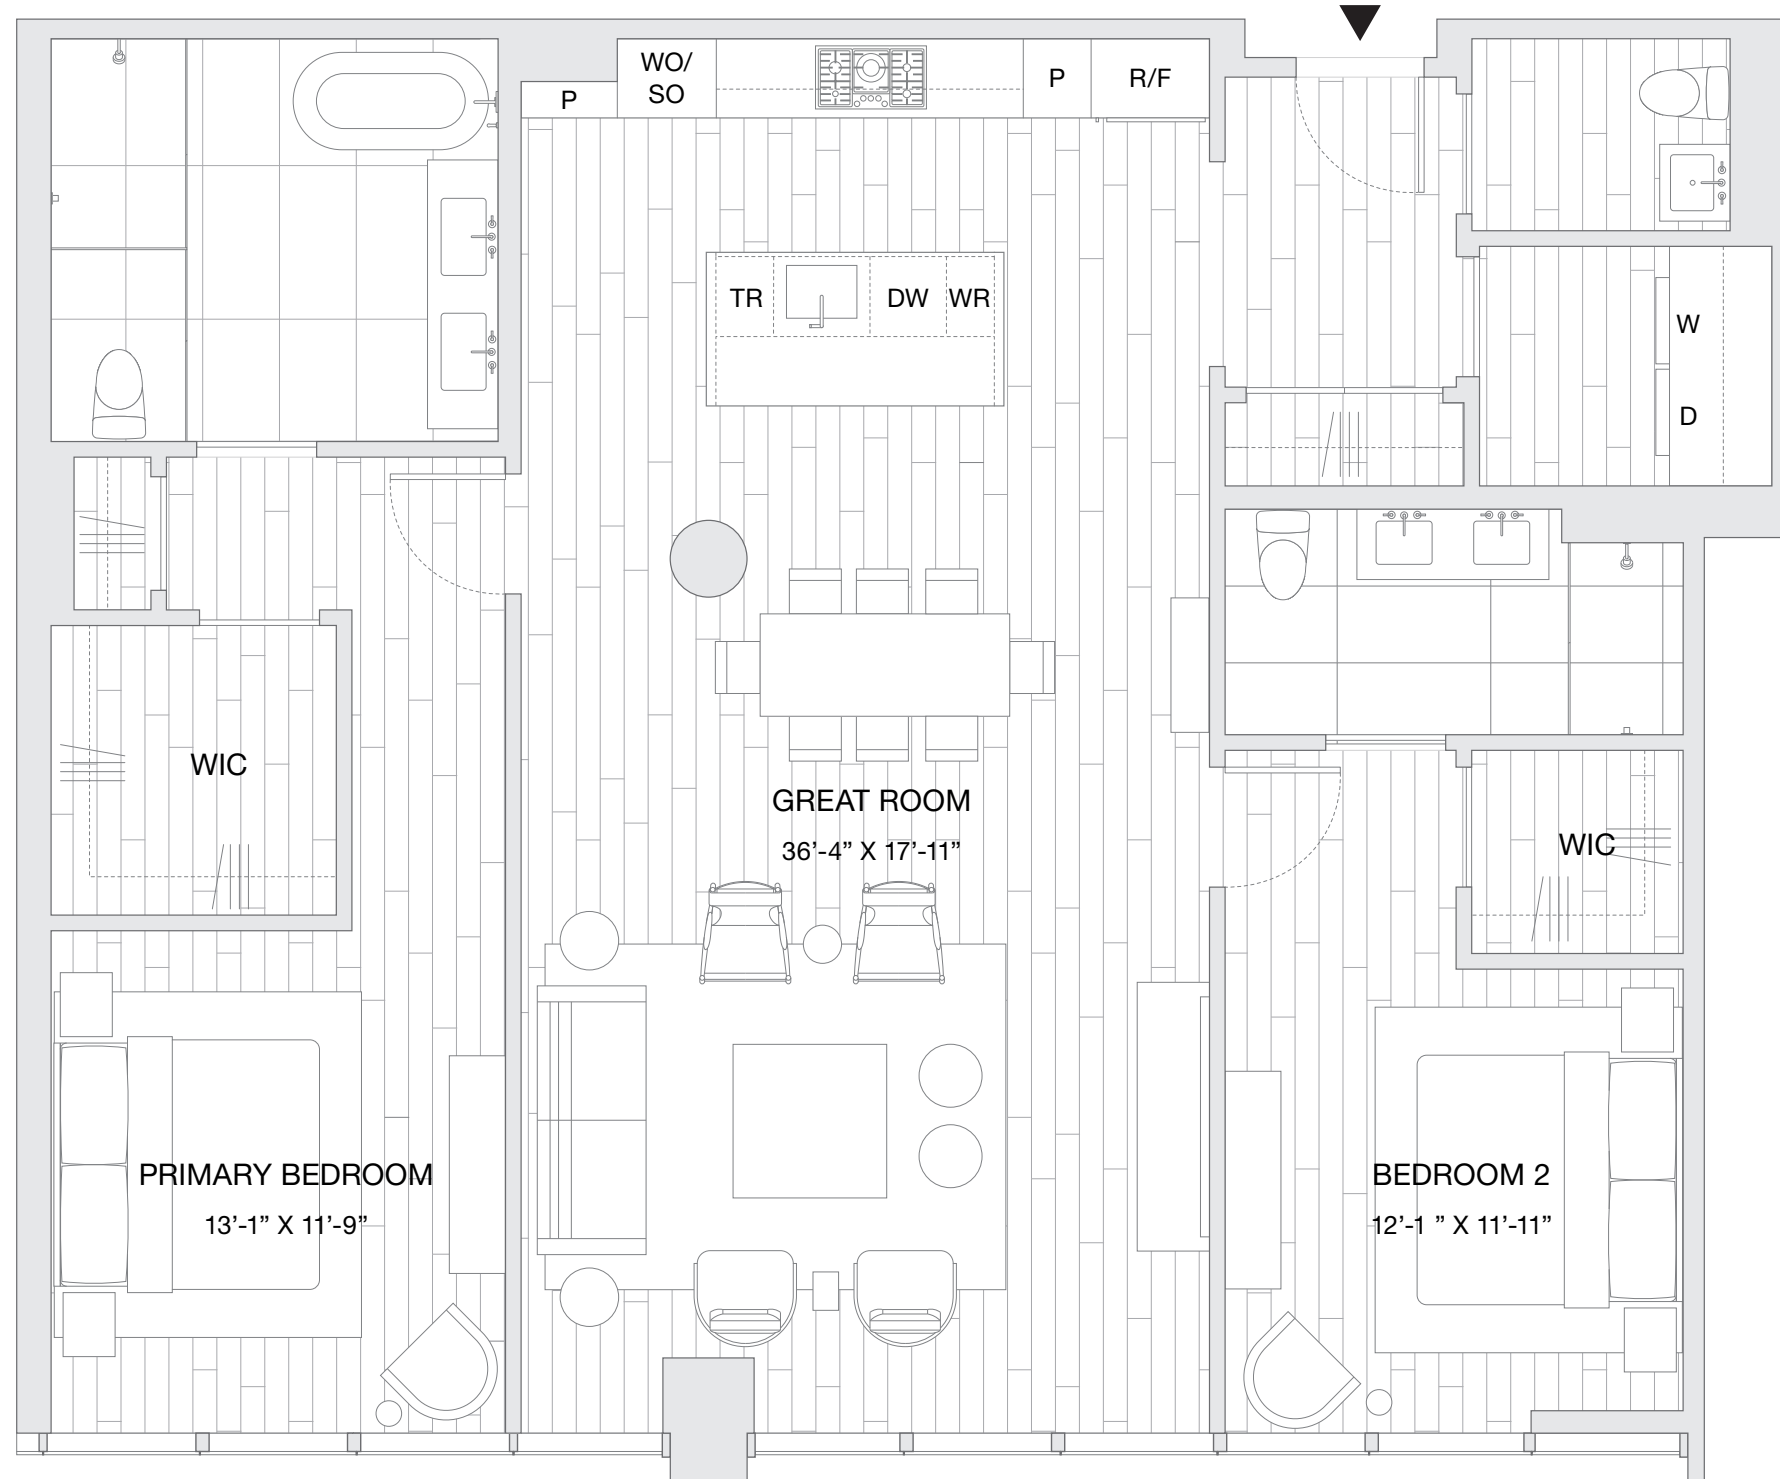 WO/
SO
P
P
R/F
TR
DW
WR
W
D
WIC
GREAT ROOM
36’-4” X 17’-11”
WIC
PRIMARY BEDROOM
13’-1” X 11’-9”
BEDROOM 2
12’-1 ” X 11’-11”